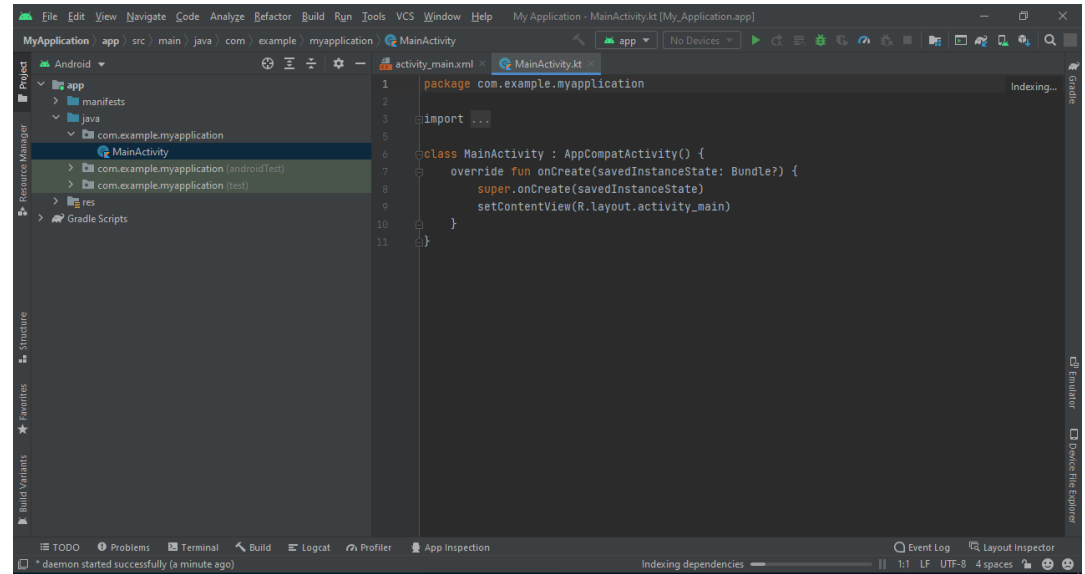 File Edit View Navigate Code Analyze Refactor Build Run Tools VCS Window Help My Application - MainActivity.kt [My_Application.app]
MyApplication app src main java com example myapplication MainActivity app No Devices
Project
Resource Manager
Structure
Favorites
Build Variants
Android
app
manifests
java
com.example.myapplication
MainActivity
com.example.myapplication (androidTest)
com.example.myapplication (test)
res
Gradle Scripts
activity_main.xml MainActivity.kt
Indexing...
1 package com.example.myapplication
2
3 import ...
5
6 class MainActivity : AppCompatActivity() {
7 override fun onCreate(savedInstanceState: Bundle?) {
8 super.onCreate(savedInstanceState)
9 setContentView(R.layout.activity_main)
10 }
11 }
Gradle
Emulator
Device File Explorer
TODO Problems Terminal Build Logcat Profiler App Inspection Event Log Layout Inspector
* daemon started successfully (a minute ago) Indexing dependencies 1:1 LF UTF-8 4 spaces